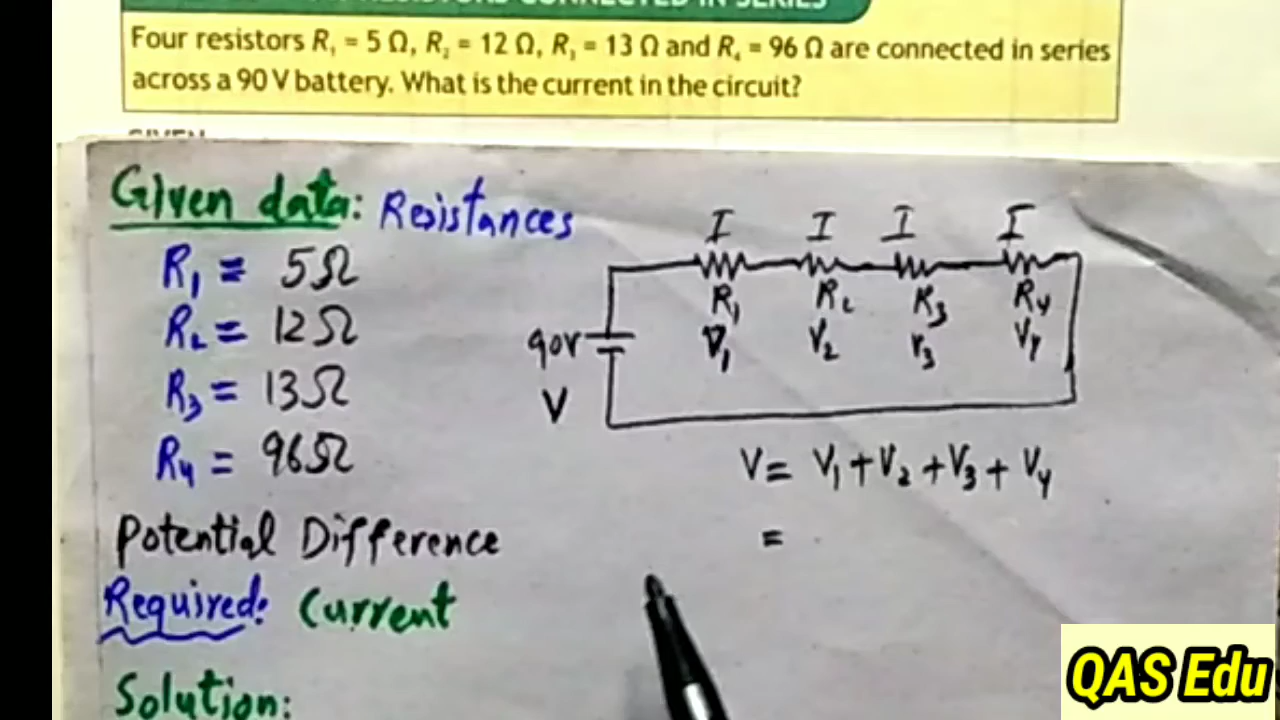 Four resistors R₁ = 5 Ω, R₂ = 12 Ω, R₃ = 13 Ω and R₄ = 96 Ω are connected in series
across a 90 V battery. What is the current in the circuit?
Given data: Resistances
R₁ = 5Ω
R₂ = 12Ω
R₃ = 13Ω
R₄ = 96Ω
I I I I
R₁ R₂ R₃ R₄
90V V₁ V₂ V₃ V₄
V
V = V₁ + V₂ + V₃ + V₄
=
Potential Difference
Required: Current
Solution:
QAS Edu